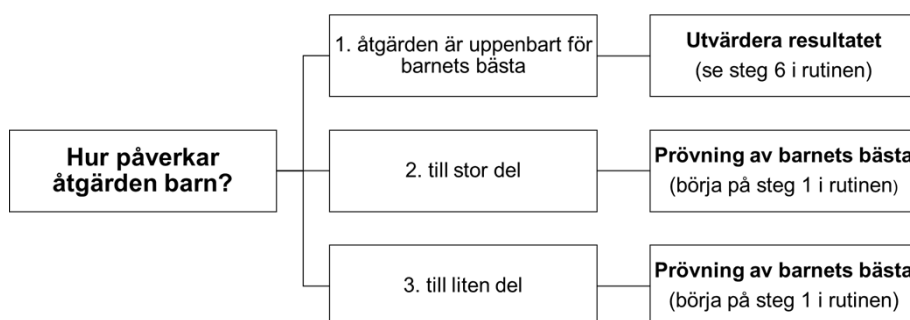 Hur påverkar
åtgärden barn?
1. åtgärden är uppenbart för
barnets bästa
Utvärdera resultatet
(se steg 6 i rutinen)
2. till stor del
Prövning av barnets bästa
(börja på steg 1 i rutinen)
3. till liten del
Prövning av barnets bästa
(börja på steg 1 i rutinen)